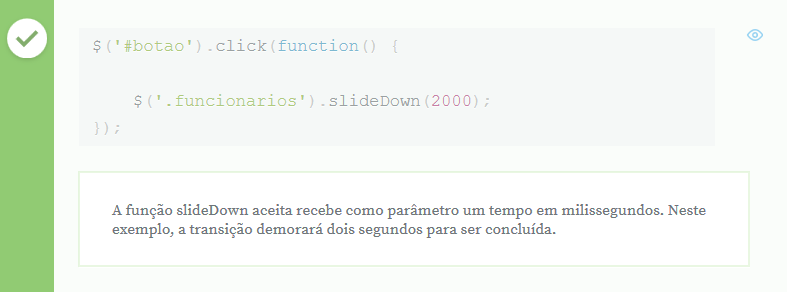 $('#botao').click(function() {
$('.funcionarios').slideDown(2000);
});
A função slideDown aceita recebe como parâmetro um tempo em milissegundos. Neste
exemplo, a transição demorará dois segundos para ser concluída.